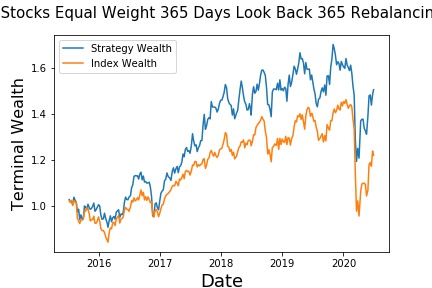 Stocks Equal Weight 365 Days Look Back 365 Rebalancin
Strategy Wealth
Index Wealth
Terminal Wealth
1.6
1.4
1.2
1.0
2016 2017 2018 2019 2020
Date